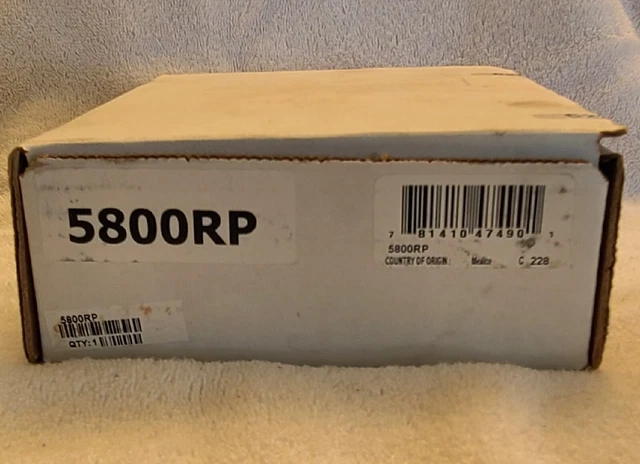 5800RP
7 81410 47490 1
5800RP
COUNTRY OF ORIGIN: Mexico C 228
5800RP
QTY: 1